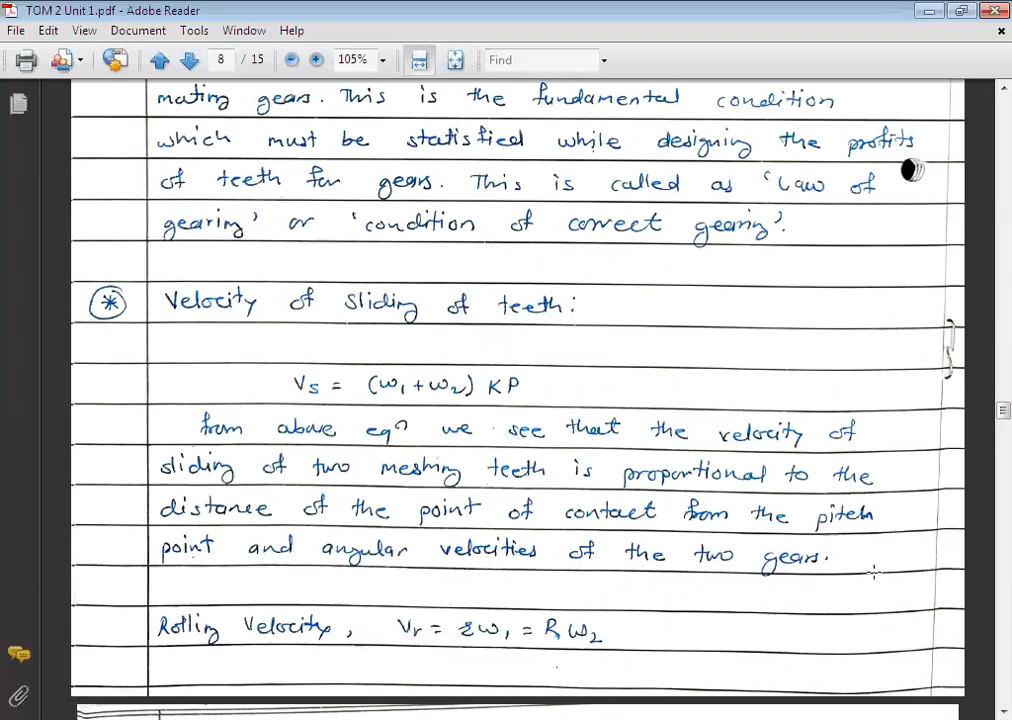 TOM 2 Unit 1.pdf - Adobe Reader
File Edit View Document Tools Window Help
8 / 15 105% Find
mating gears. This is the fundamental condition
which must be statisfied while designing the profits
of teeth for gears. This is called as 'Law of
gearing' or 'condition of correct gearing'.
* Velocity of sliding of teeth:
Vs = (ω1 + ω2) KP
from above eqn we see that the velocity of
sliding of two meshing teeth is proportional to the
distance of the point of contact from the pitch
point and angular velocities of the two gears.
Rolling Velocity, Vr = rω1 = Rω2